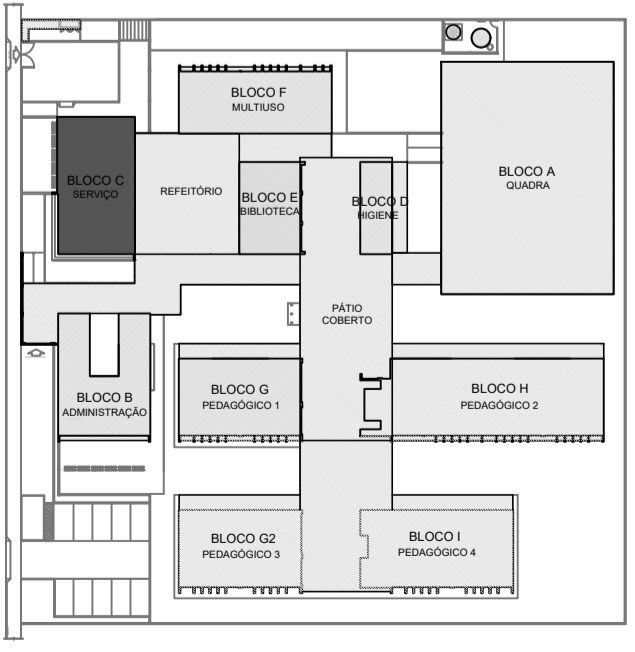 BLOCO F
MULTIUSO
BLOCO A
QUADRA
BLOCO C
SERVIÇO
REFEITÓRIO
BLOCO E
BIBLIOTECA
BLOCO D
HIGIENE
PÁTIO
COBERTO
BLOCO B
ADMINISTRAÇÃO
BLOCO G
PEDAGÓGICO 1
BLOCO H
PEDAGÓGICO 2
BLOCO G2
PEDAGÓGICO 3
BLOCO I
PEDAGÓGICO 4